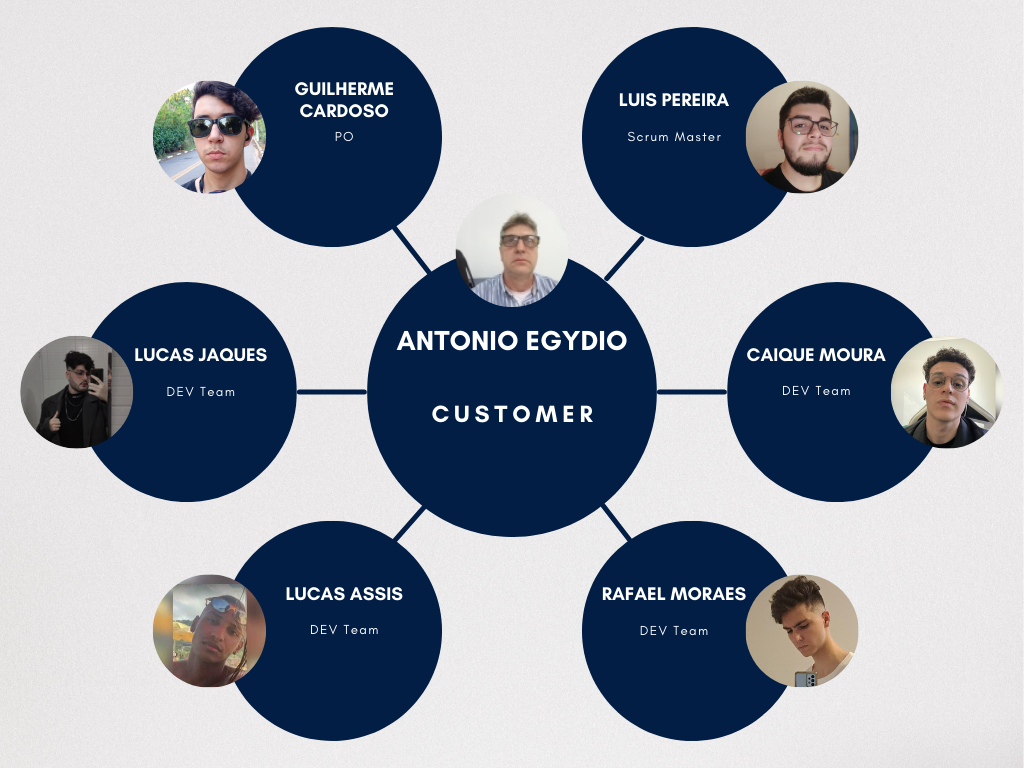 GUILHERME
CARDOSO
PO
LUIS PEREIRA
Scrum Master
ANTONIO EGYDIO
CUSTOMER
LUCAS JAQUES
DEV Team
CAIQUE MOURA
DEV Team
LUCAS ASSIS
DEV Team
RAFAEL MORAES
DEV Team